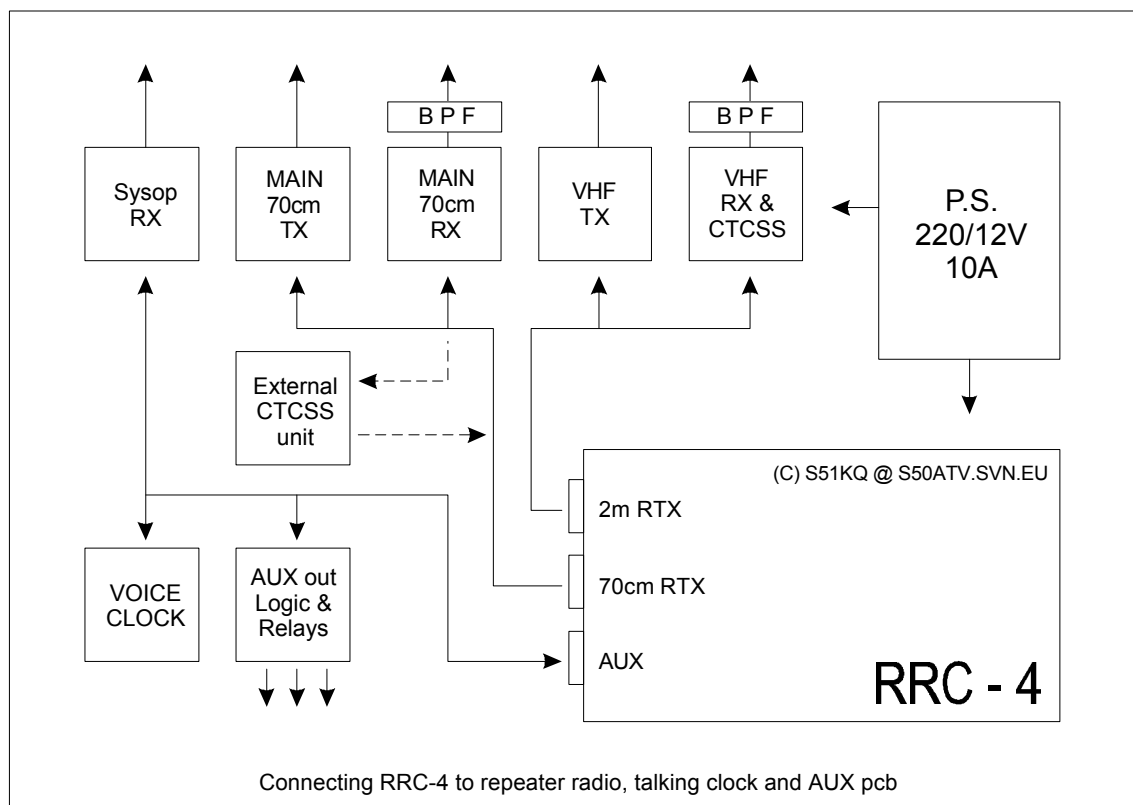 B P F
B P F
Sysop
RX
MAIN
70cm
TX
MAIN
70cm
RX
VHF
TX
VHF
RX &
CTCSS
P.S.
220/12V
10A
External
CTCSS
unit
(C) S51KQ @ S50ATV.SVN.EU
2m RTX
70cm RTX
AUX
RRC - 4
VOICE
CLOCK
AUX out
Logic &
Relays
Connecting RRC-4 to repeater radio, talking clock and AUX pcb